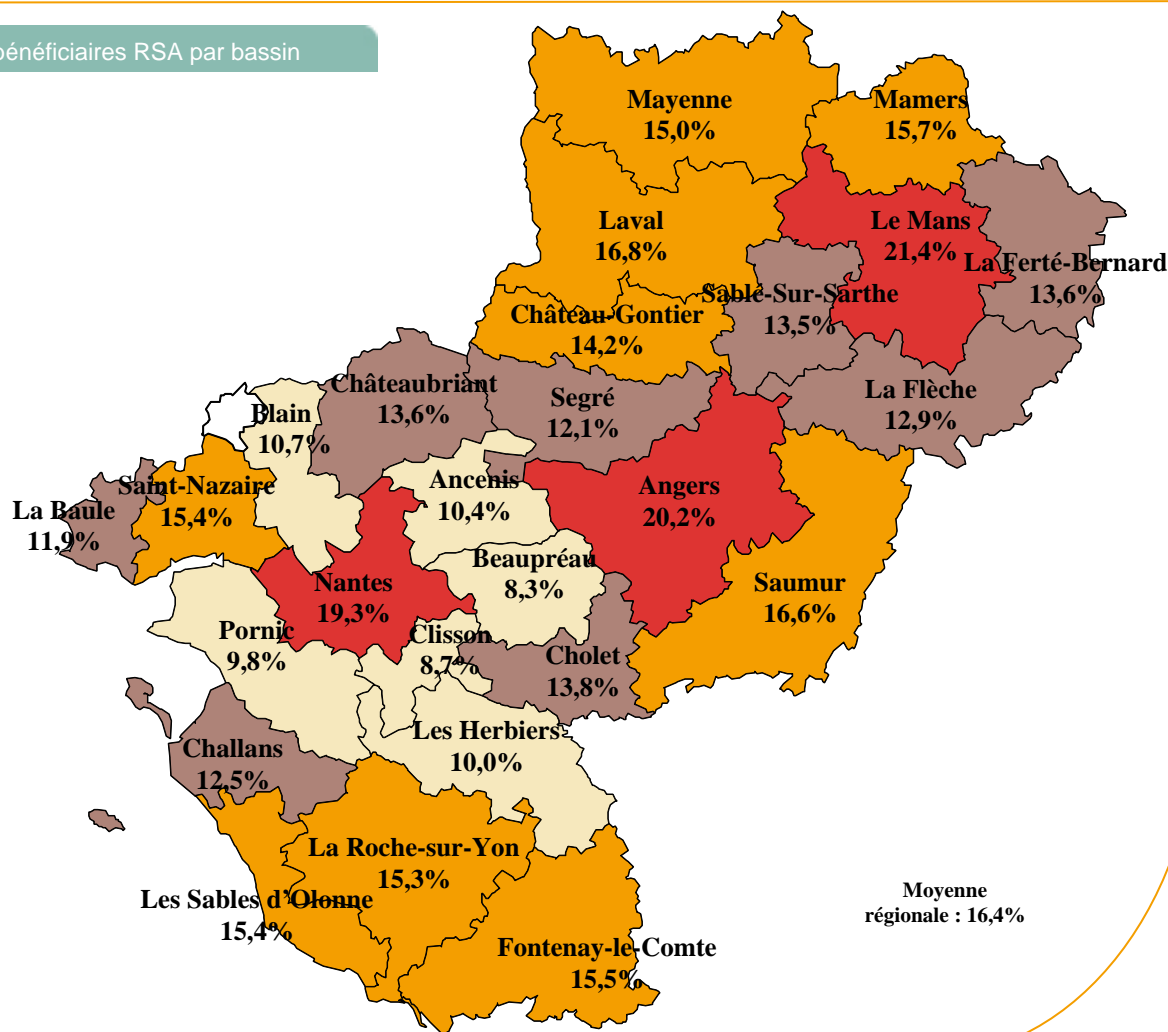 bénéficiaires RSA par bassin
Mayenne
15,0%
Mamers
15,7%
Laval
16,8%
Le Mans
21,4%
La Ferté-Bernard
13,6%
Sablé-Sur-Sarthe
13,5%
Château-Gontier
14,2%
Châteaubriant
13,6%
Segré
12,1%
La Flèche
12,9%
Blain
10,7%
Ancenis
10,4%
Angers
20,2%
Saint-Nazaire
15,4%
La Baule
11,9%
Beaupréau
8,3%
Nantes
19,3%
Saumur
16,6%
Pornic
9,8%
Clisson
8,7%
Cholet
13,8%
Les Herbiers
10,0%
Challans
12,5%
La Roche-sur-Yon
15,3%
Les Sables d’Olonne
15,4%
Fontenay-le-Comte
15,5%
Moyenne
régionale : 16,4%